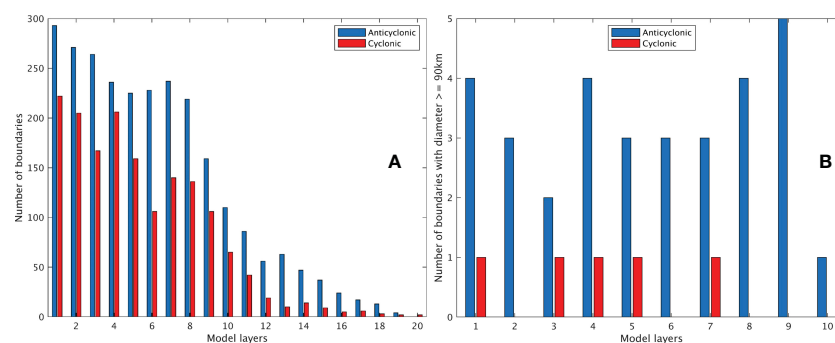 300
250
200
150
100
50
0
Number of boundaries
Anticyclonic
Cyclonic
A
2 4 6 8 10 12 14 16 18 20
Model layers
5
4
3
2
1
0
Number of boundaries with diameter >= 90km
Anticyclonic
Cyclonic
B
1 2 3 4 5 6 7 8 9 10
Model layers